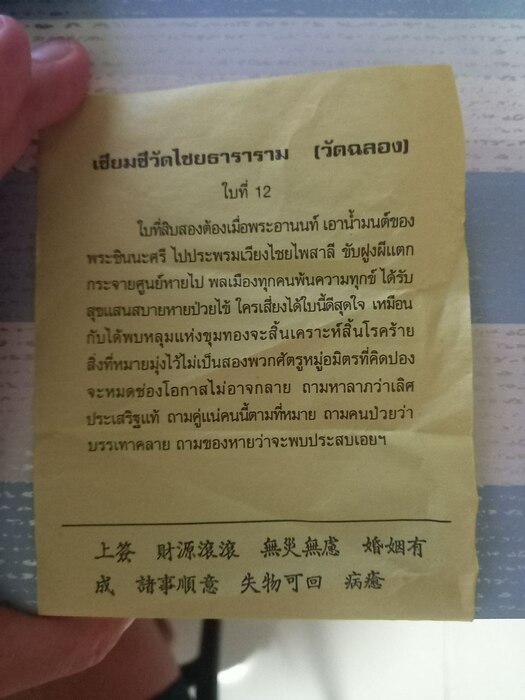 เซียมซีวัดไชยธาราราม (วัดฉลอง)
ใบที่ 12
ใบที่สิบสองต้องเมื่อพระอานนท์ เอาน้ำมนต์ของ
พระชินนะศรี ไปประพรมเวียงไชยไพสาลี ขับฝูงผีแตก
กระจายศูนย์หายไป พลเมืองทุกคนพ้นความทุกข์ ได้รับ
สุขแสนสบายหายป่วยไข้ ใครเสี่ยงได้ใบนี้ดีสุดใจ เหมือน
กับได้พบหลุมแห่งขุมทองจะสิ้นเคราะห์สิ้นโรคร้าย
สิ่งที่หมายมุ่งไว้ไม่เป็นสองพวกศัตรูหมู่อมิตรที่คิดปอง
จะหมดช่องโอกาสไม่อาจกลาย ถามหาลาภว่าเลิศ
ประเสริฐแท้ ถามคู่แน่คนนี้ตามที่หมาย ถามคนป่วยว่า
บรรเทาคลาย ถามของหายว่าจะพบประสบเอยฯ
上簽 財源滾滾 無災無慮 婚姻有
成 諸事順意 失物可回 病癒